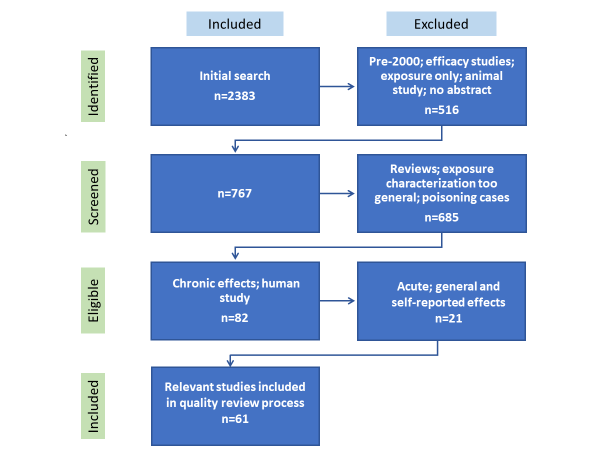 Included
Excluded
Identified
Initial search
n=2383
Pre-2000; efficacy studies;
exposure only; animal
study; no abstract
n=516
Screened
n=767
Reviews; exposure
characterization too
general; poisoning cases
n=685
Eligible
Chronic effects; human
study
n=82
Acute; general and
self-reported effects
n=21
Included
Relevant studies included
in quality review process
n=61